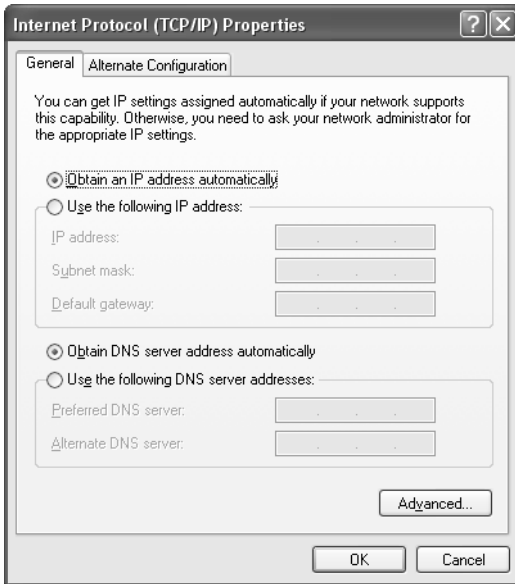 Internet Protocol (TCP/IP) Properties
General Alternate Configuration
You can get IP settings assigned automatically if your network supports
this capability. Otherwise, you need to ask your network administrator for
the appropriate IP settings.
Obtain an IP address automatically
Use the following IP address:
IP address:
Subnet mask:
Default gateway:
Obtain DNS server address automatically
Use the following DNS server addresses:
Preferred DNS server:
Alternate DNS server:
Advanced...
OK Cancel